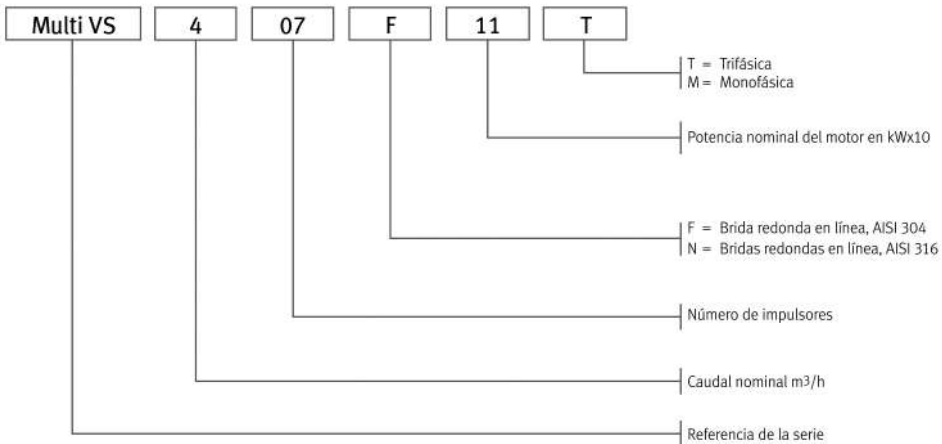 Multi VS 4 07 F 11 T
T = Trifásica
M = Monofásica
Potencia nominal del motor en kWx10
F = Brida redonda en línea, AISI 304
N = Bridas redondas en línea, AISI 316
Número de impulsores
Caudal nominal m3/h
Referencia de la serie